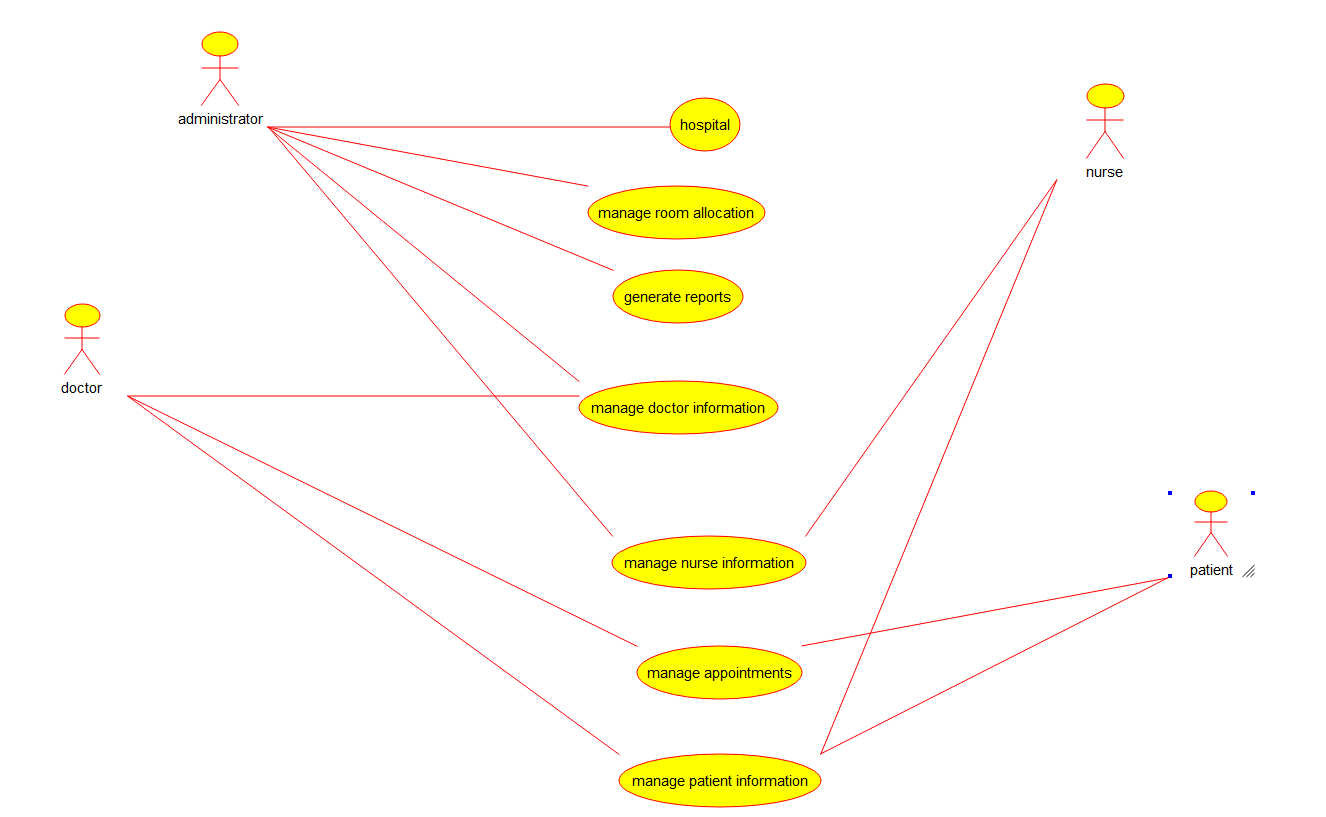 administrator
hospital
nurse
manage room allocation
generate reports
doctor
manage doctor information
manage nurse information
patient
manage appointments
manage patient information